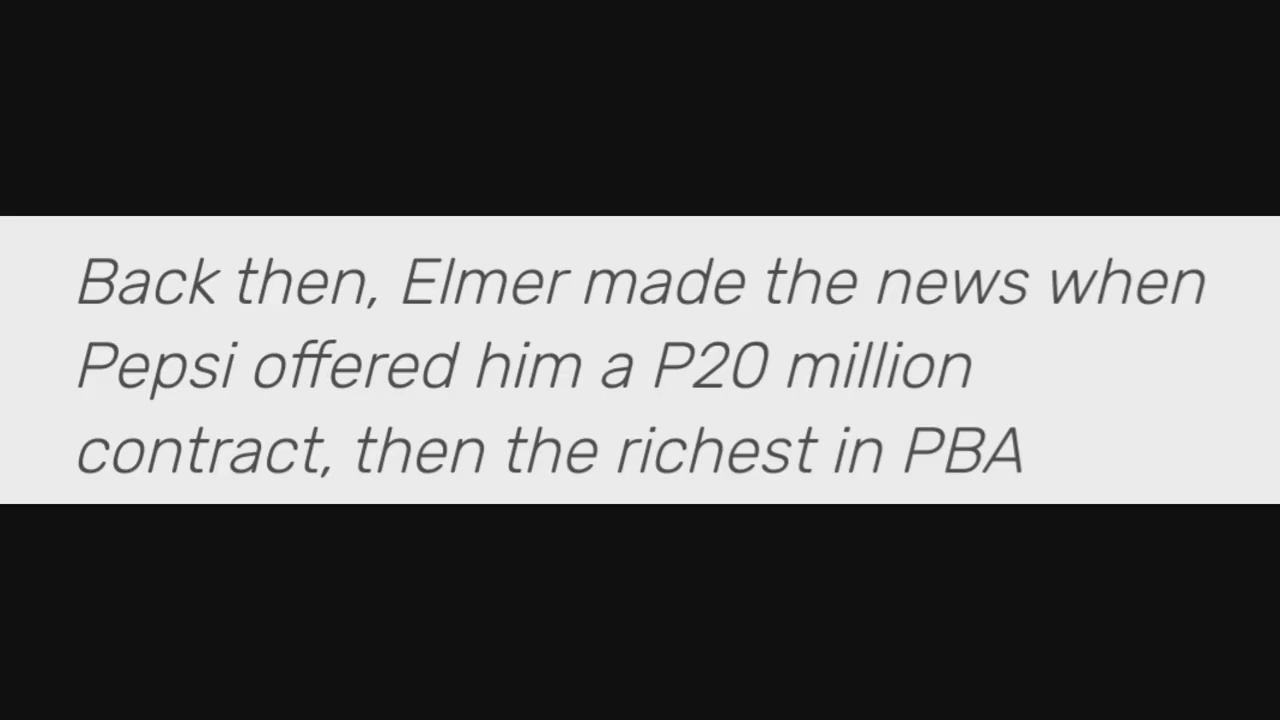 Back then, Elmer made the news when
Pepsi offered him a P20 million
contract, then the richest in PBA